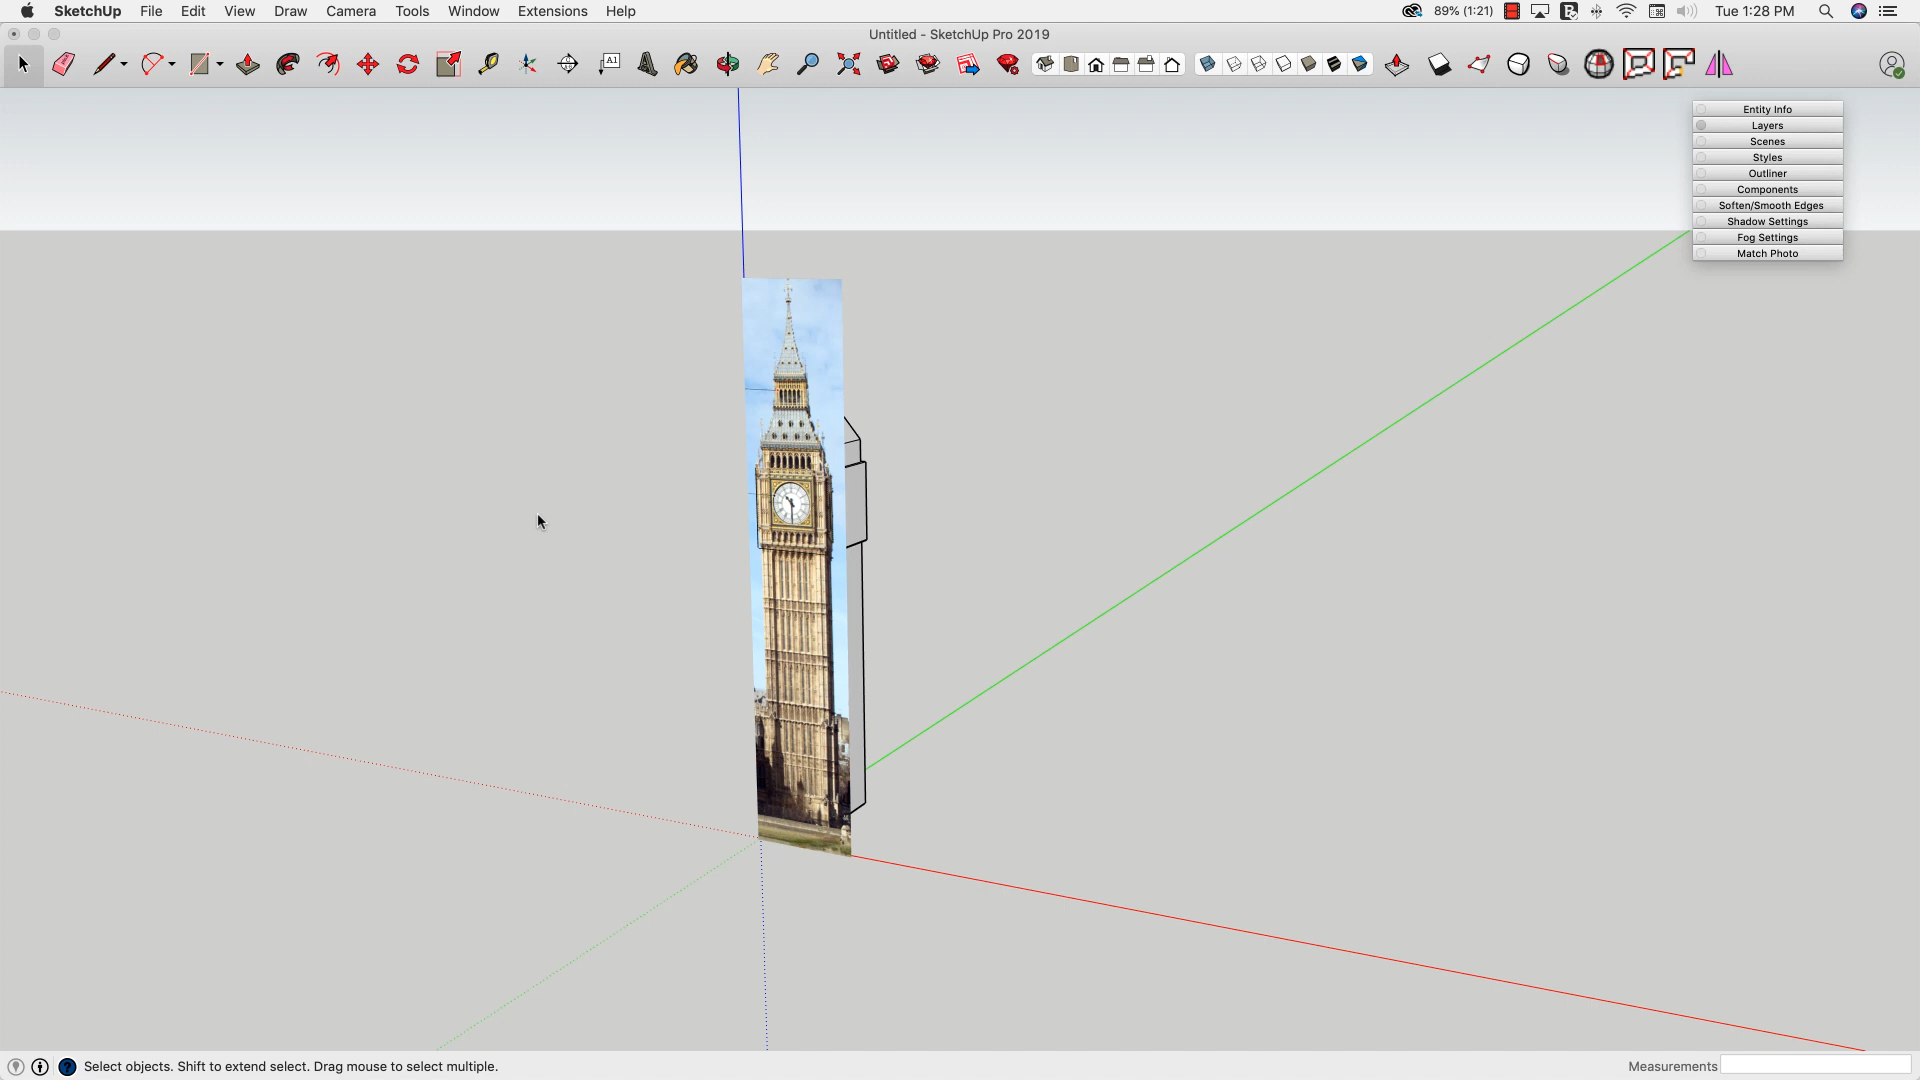 SketchUp File Edit View Draw Camera Tools Window Extensions Help 89% (1:21) Tue 1:28 PM
Untitled - SketchUp Pro 2019
A1
Entity Info
Layers
Scenes
Styles
Outliner
Components
Soften/Smooth Edges
Shadow Settings
Fog Settings
Match Photo
Select objects. Shift to extend select. Drag mouse to select multiple. Measurements